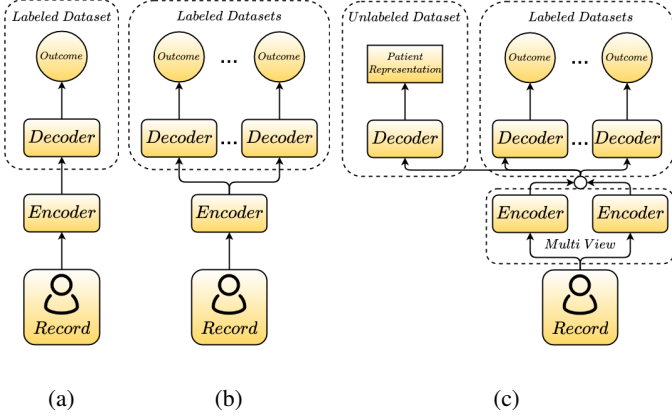 Labeled Dataset
Outcome
Decoder
Encoder
Record
(a)
Labeled Datasets
Outcome ... Outcome
Decoder ... Decoder
Encoder
Record
(b)
Unlabeled Dataset
Patient
Representation
Decoder
Labeled Datasets
Outcome ... Outcome
Decoder ... Decoder
Encoder Encoder
Multi View
Record
(c)